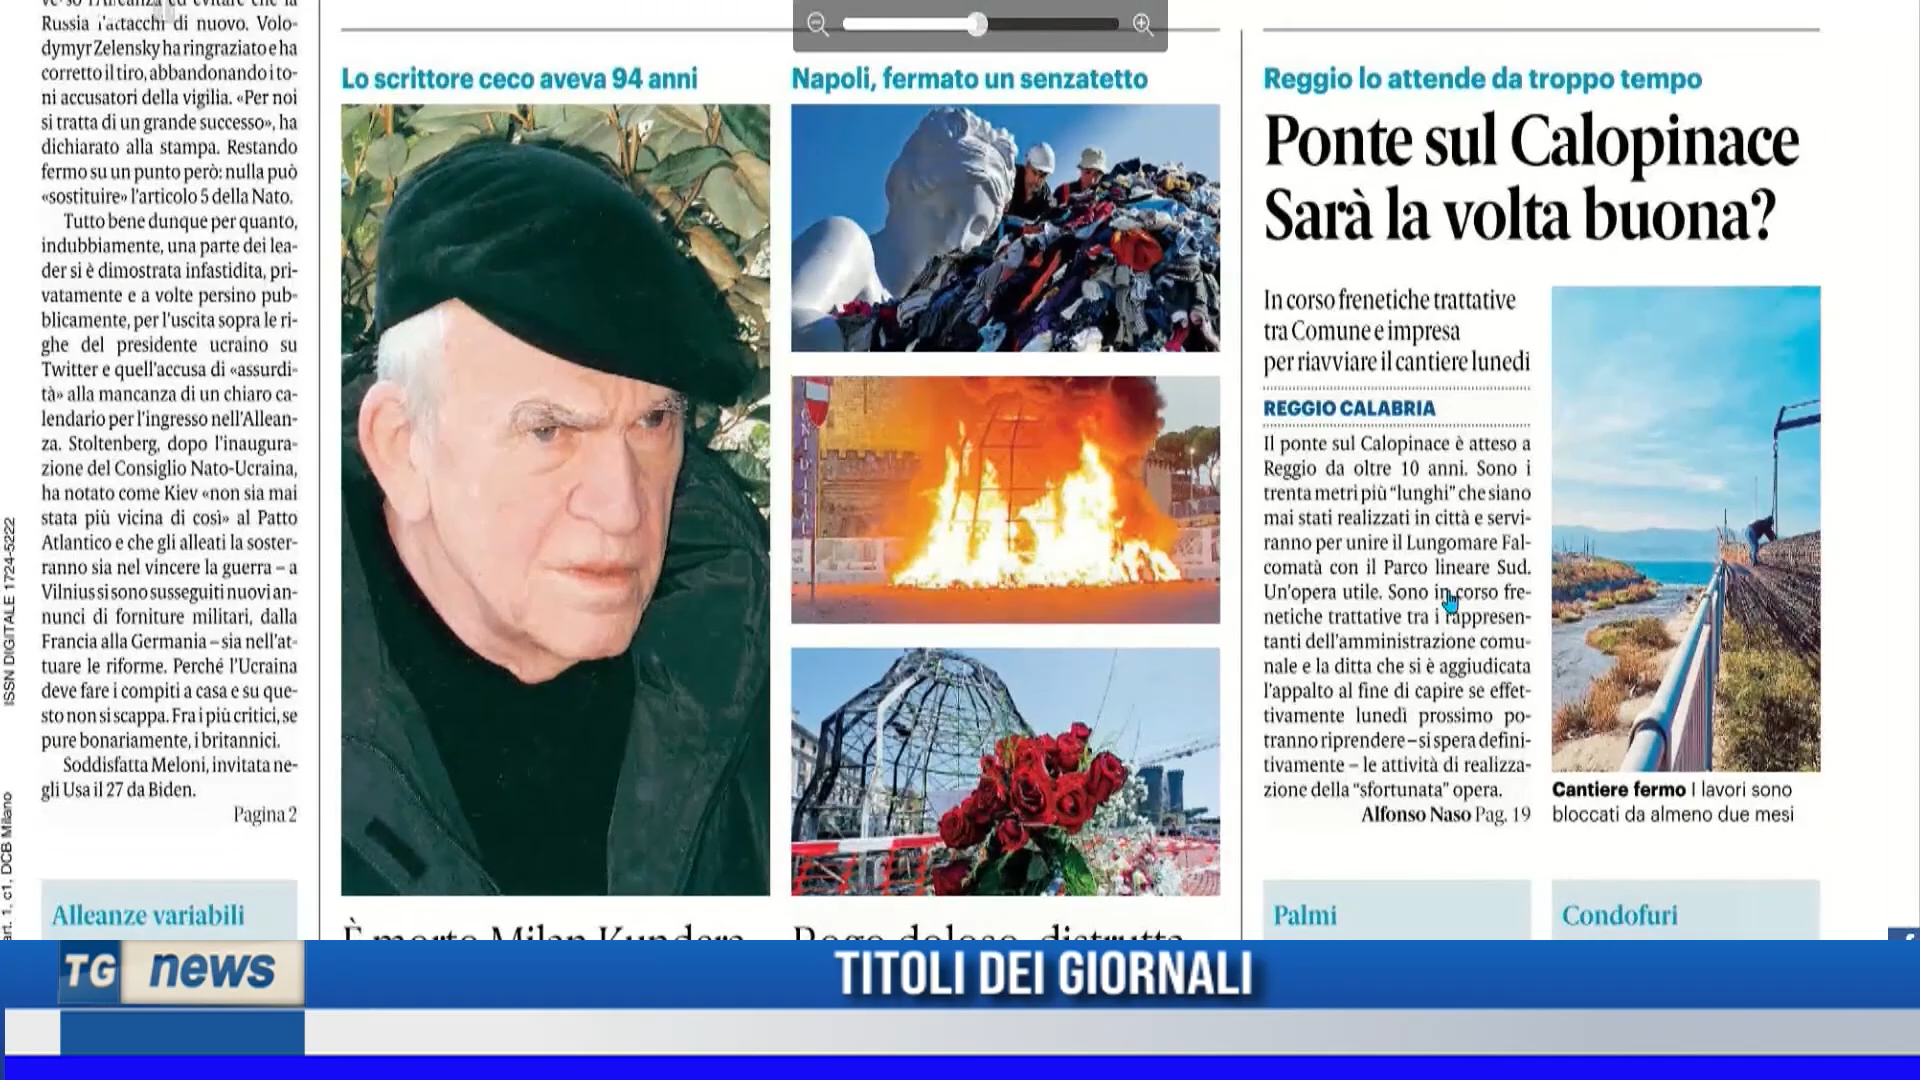 Russia l'attacchi di nuovo. Volo-
dymyr Zelensky ha ringraziato e ha
corretto il tiro, abbandonando i to-
ni accusatori della vigilia. «Per noi
si tratta di un grande successo», ha
dichiarato alla stampa. Restando
fermo su un punto però: nulla può
«sostituire» l'articolo 5 della Nato.
Tutto bene dunque per quanto,
indubbiamente, una parte dei lea-
der si è dimostrata infastidita, pri-
vatamente e a volte persino pub-
blicamente, per l'uscita sopra le ri-
ghe del presidente ucraino su
Twitter e quell'accusa di «assurdi-
tà» alla mancanza di un chiaro ca-
lendario per l'ingresso nell'Allean-
za. Stoltenberg, dopo l'inaugura-
zione del Consiglio Nato-Ucraina,
ha notato come Kiev «non sia mai
stata più vicina di così» al Patto
Atlantico e che gli alleati la soster-
ranno sia nel vincere la guerra – a
Vilnius si sono susseguiti nuovi an-
nunci di forniture militari, dalla
Francia alla Germania – sia nell'at-
tuare le riforme. Perché l'Ucraina
deve fare i compiti a casa e su que-
sto non si scappa. Fra i più critici, se
pure bonariamente, i britannici.
Soddisfatta Meloni, invitata ne-
gli Usa il 27 da Biden.
Pagina 2
Alleanze variabili
ISSN DIGITALE 1724-5222
art. 1, c1, DCB Milano
Lo scrittore ceco aveva 94 anni
È morto Milan Kundera
Napoli, fermato un senzatetto
Rogo doloso, distrutta
Reggio lo attende da troppo tempo
Ponte sul Calopinace
Sarà la volta buona?
In corso frenetiche trattative
tra Comune e impresa
per riavviare il cantiere lunedì
REGGIO CALABRIA
Il ponte sul Calopinace è atteso a
Reggio da oltre 10 anni. Sono i
trenta metri più "lunghi" che siano
mai stati realizzati in città e servi-
ranno per unire il Lungomare Fal-
comatà con il Parco lineare Sud.
Un'opera utile. Sono in corso fre-
netiche trattative tra i rappresen-
tanti dell'amministrazione comu-
nale e la ditta che si è aggiudicata
l'appalto al fine di capire se effet-
tivamente lunedì prossimo po-
tranno riprendere – si spera defini-
tivamente – le attività di realizza-
zione della "sfortunata" opera.
Alfonso Naso Pag. 19
Cantiere fermo I lavori sono
bloccati da almeno due mesi
Palmi
Condofuri
TG news
TITOLI DEI GIORNALI